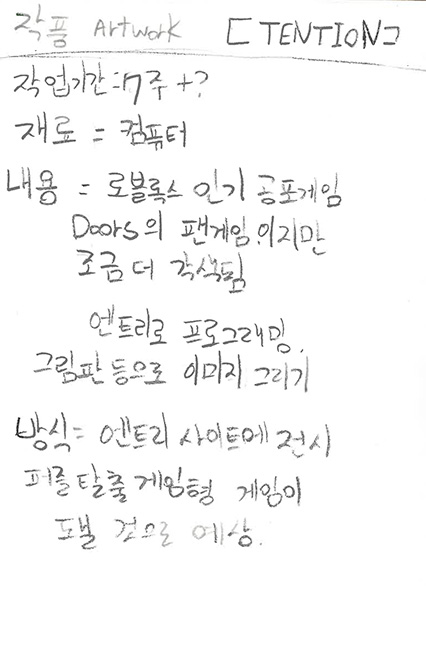 작품 Artwork [TENTION]
작업기간=7주+?
재료 = 컴퓨터
내용 = 로블록스 인기 공포게임
Doors의 팬게임.이지만
조금 더 각색됨
엔트리로 프로그래밍,
그림판 등으로 이미지 그리기
방식= 엔트리 사이트에 전시
퍼즐탈출게임형 게임이
도블 것으로 예상.